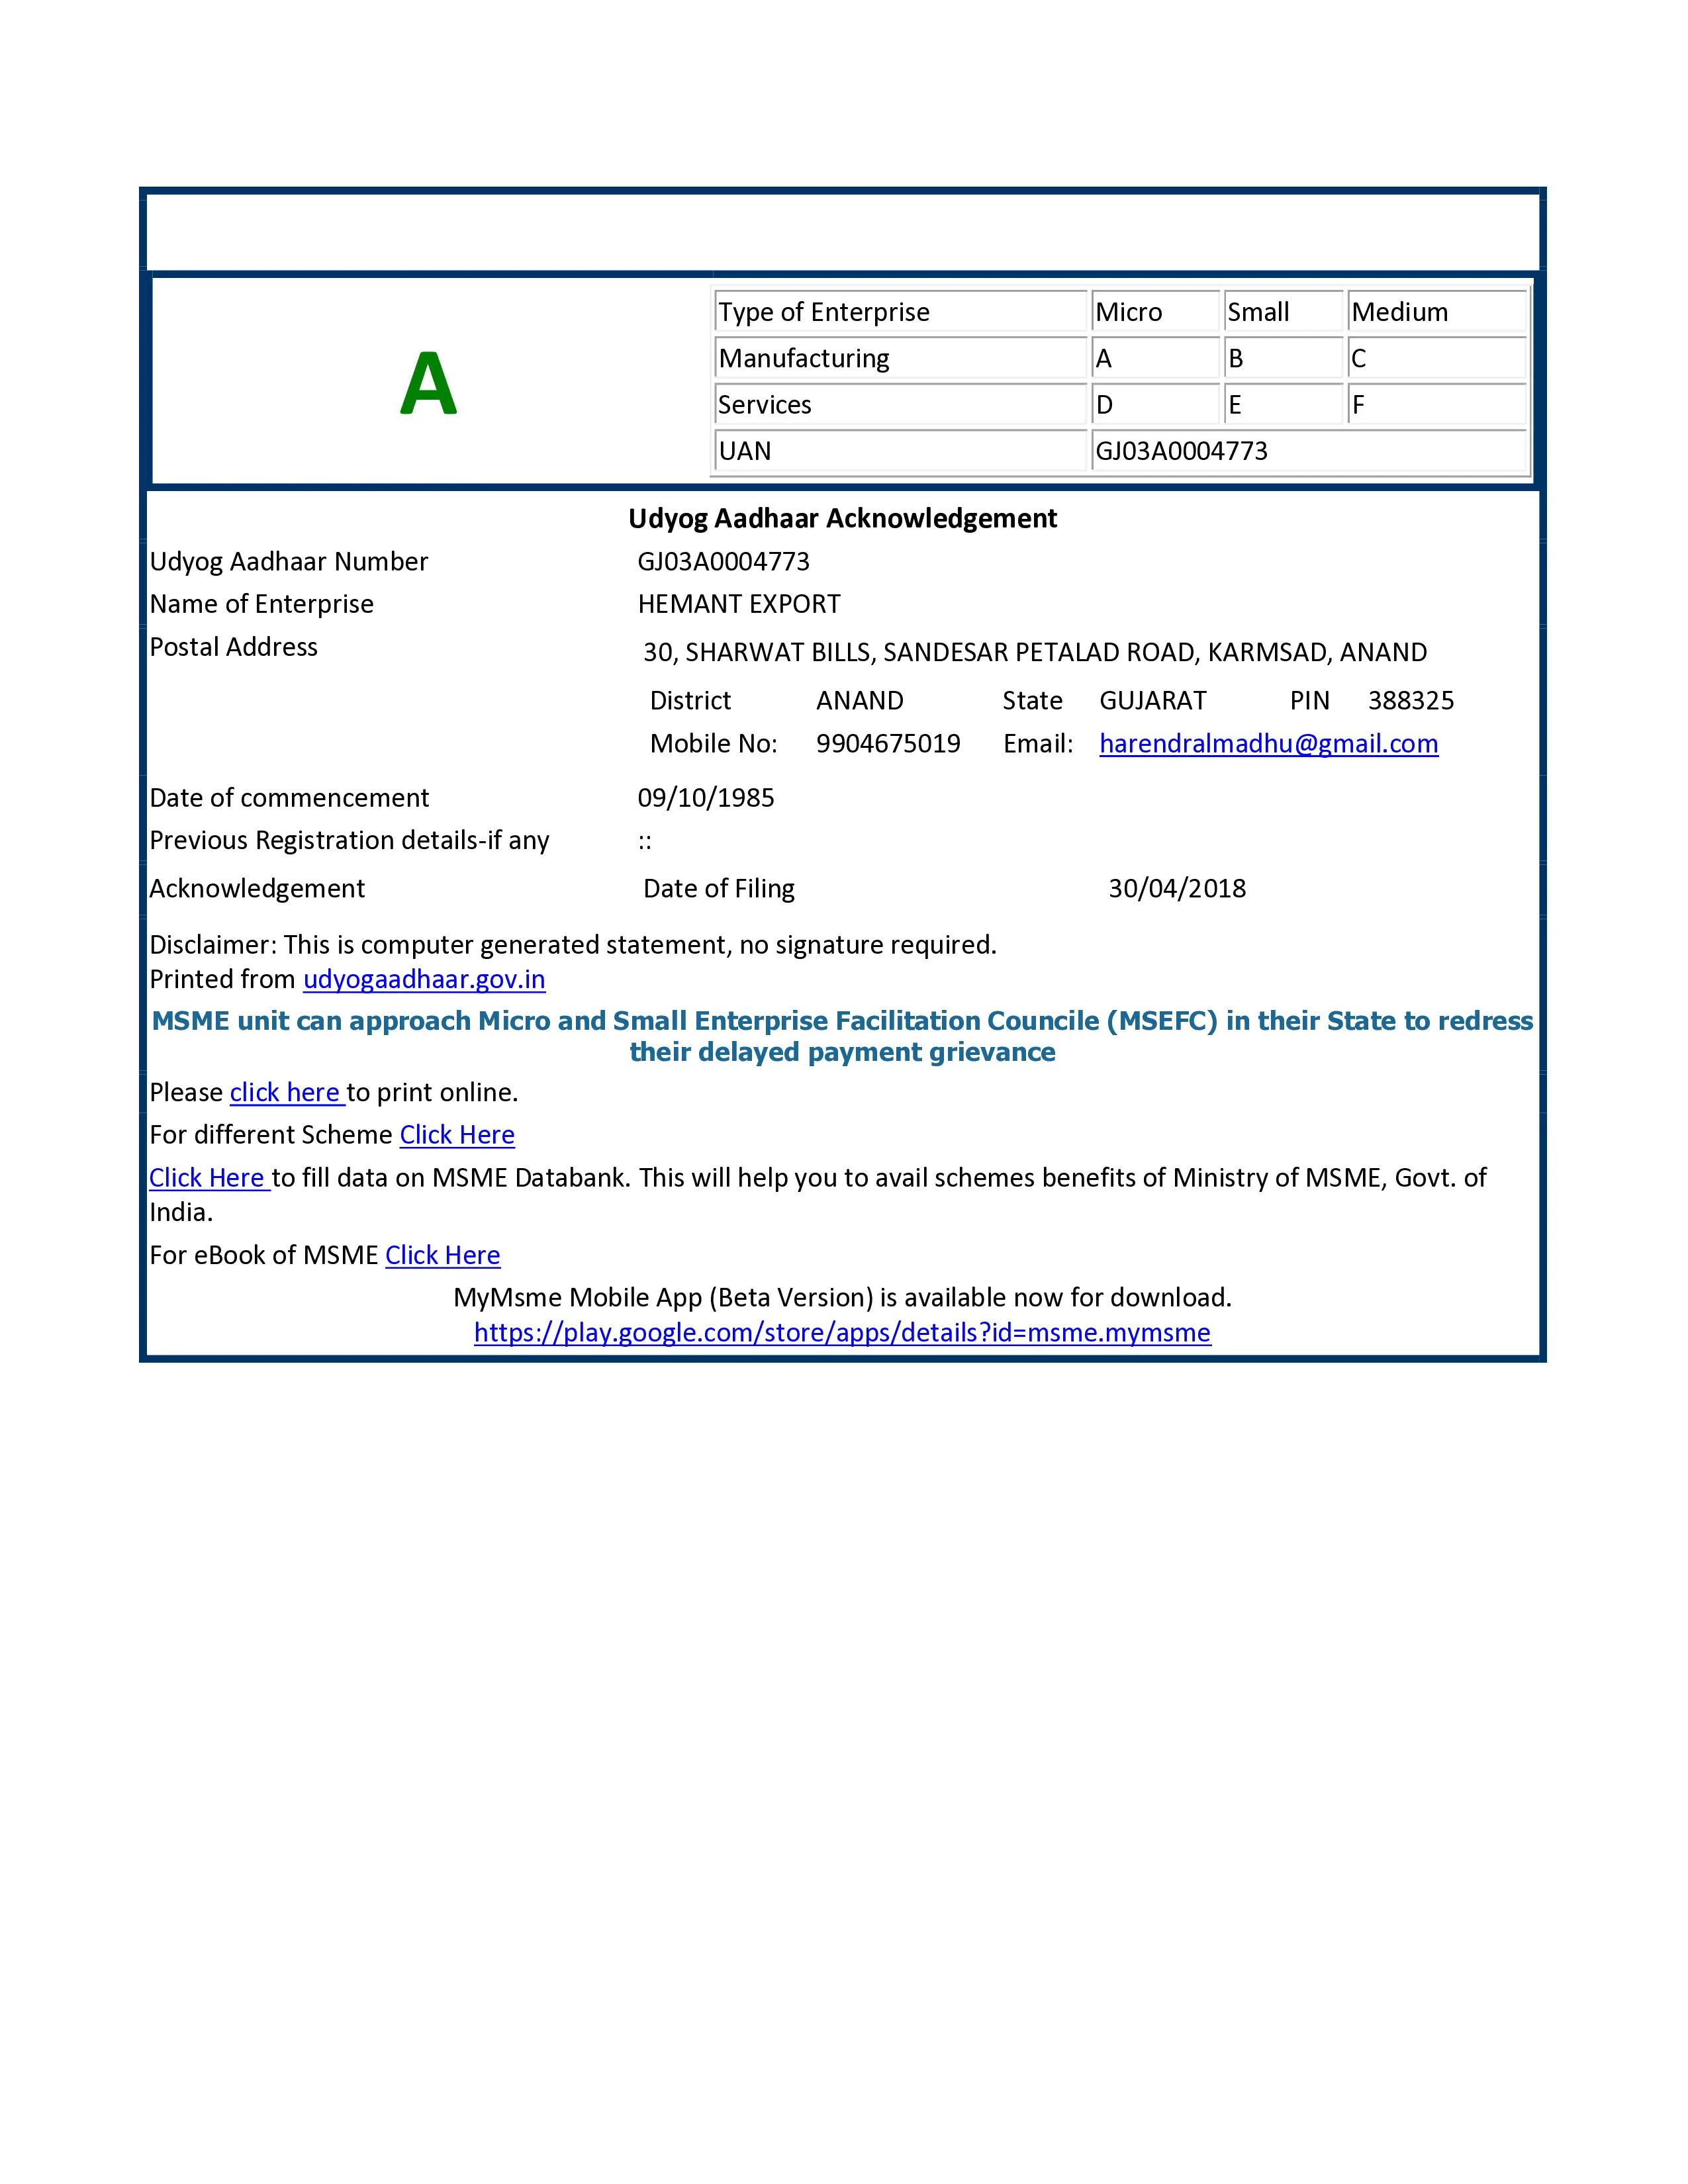 A
Type of Enterprise Micro Small Medium
Manufacturing A B C
Services D E F
UAN GJ03A0004773
Udyog Aadhaar Acknowledgement
Udyog Aadhaar Number GJ03A0004773
Name of Enterprise HEMANT EXPORT
Postal Address 30, SHARWAT BILLS, SANDESAR PETALAD ROAD, KARMSAD, ANAND
District ANAND State GUJARAT PIN 388325
Mobile No: 9904675019 Email: harendralmadhu@gmail.com
Date of commencement 09/10/1985
Previous Registration details-if any ::
Acknowledgement Date of Filing 30/04/2018
Disclaimer: This is computer generated statement, no signature required.
Printed from udyogaadhaar.gov.in
MSME unit can approach Micro and Small Enterprise Facilitation Councile (MSEFC) in their State to redress
their delayed payment grievance
Please click here to print online.
For different Scheme Click Here
Click Here to fill data on MSME Databank. This will help you to avail schemes benefits of Ministry of MSME, Govt. of
India.
For eBook of MSME Click Here
MyMsme Mobile App (Beta Version) is available now for download.
https://play.google.com/store/apps/details?id=msme.mymsme